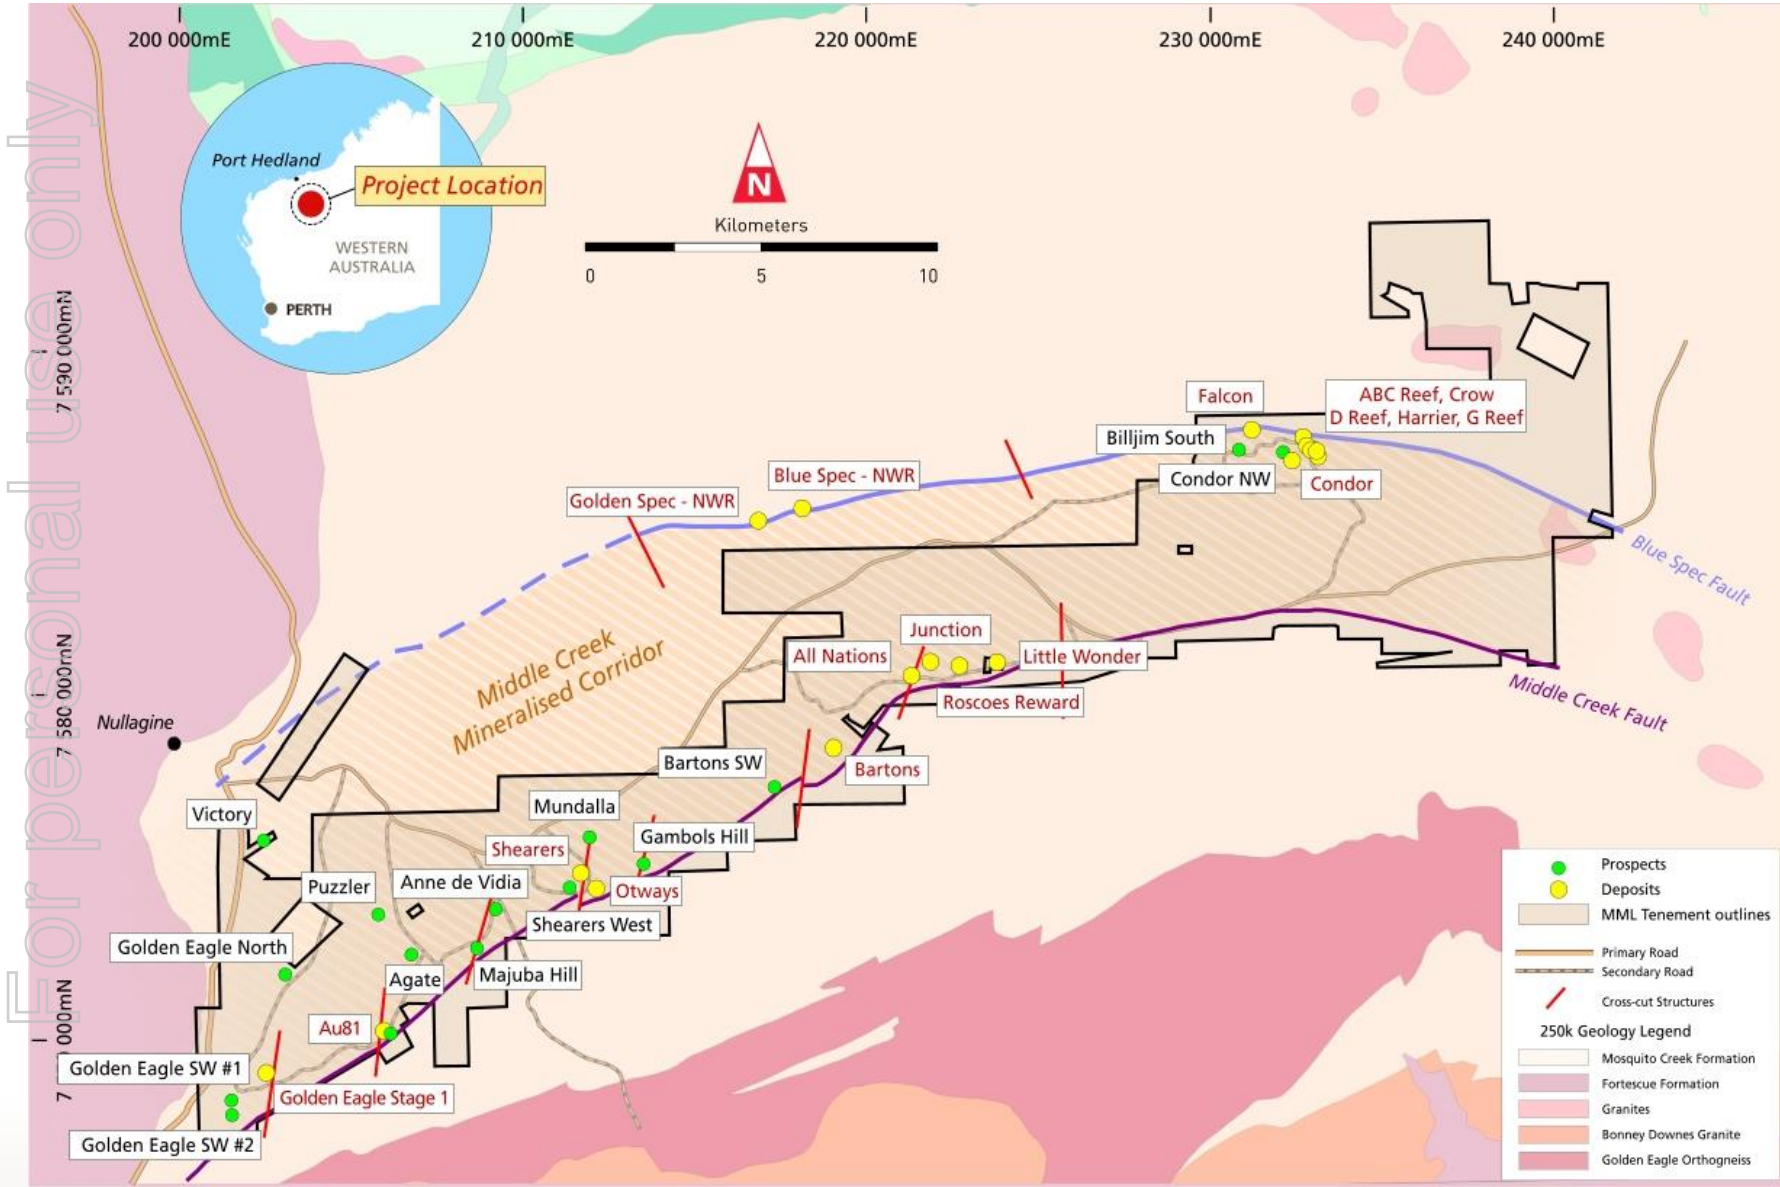 200 000mE
210 000mE
220 000mE
230 000mE
240 000mE
For personal use only
Port Hedland
Project Location
WESTERN
AUSTRALIA
PERTH
N
Kilometers
0
5
10
7 590 000mN
7 580 000mN
Falcon
ABC Reef, Crow
D Reef, Harrier, G Reef
Billjim South
Condor NW
Condor
Blue Spec - NWR
Golden Spec - NWR
Blue Spec Fault
Middle Creek
Mineralised Corridor
Junction
All Nations
Little Wonder
Roscoes Reward
Middle Creek Fault
Nullagine
Bartons SW
Bartons
Victory
Mundalla
Gambols Hill
Shearers
Puzzler
Anne de Vidia
Otways
Shearers West
Golden Eagle North
Agate
Majuba Hill
Au81
Golden Eagle SW #1
Golden Eagle Stage 1
Golden Eagle SW #2
Prospects
Deposits
MML Tenement outlines
Primary Road
Secondary Road
Cross-cut Structures
250k Geology Legend
Mosquito Creek Formation
Fortescue Formation
Granites
Bonney Downes Granite
Golden Eagle Orthogneiss